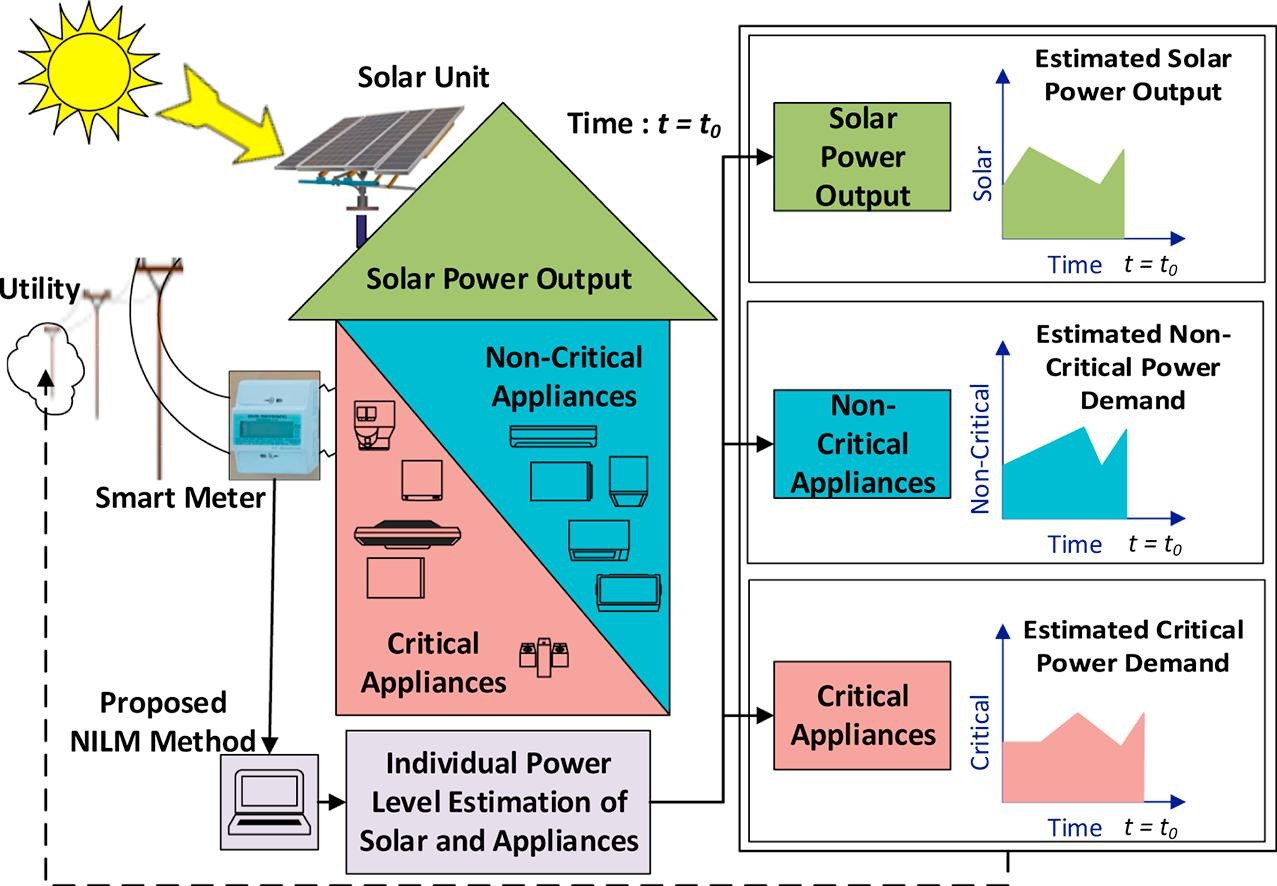 Solar Unit
Time : t = t0
Solar Power Output
Utility
Smart Meter
Non-Critical
Appliances
Critical
Appliances
Proposed
NILM Method
Individual Power
Level Estimation of
Solar and Appliances
Solar
Power
Output
Estimated Solar
Power Output
Solar
Time
t = t0
Non-
Critical
Appliances
Estimated Non-
Critical Power
Demand
Non-Critical
Time
t = t0
Critical
Appliances
Estimated Critical
Power Demand
Critical
Time
t = t0